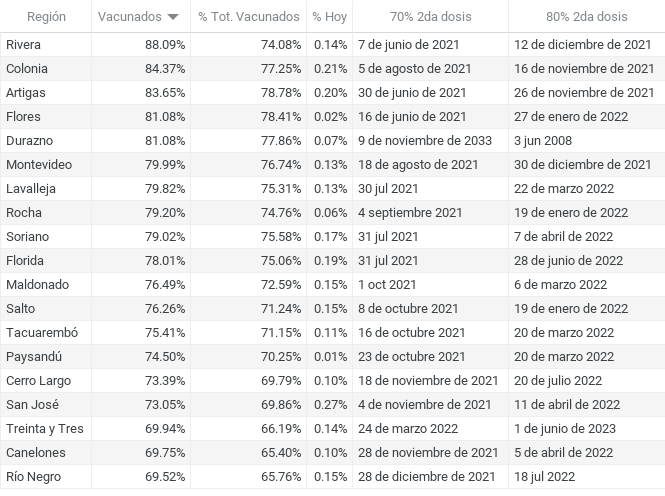 Región Vacunados % Tot. Vacunados % Hoy 70% 2da dosis 80% 2da dosis
Rivera 88.09% 74.08% 0.14% 7 de junio de 2021 12 de diciembre de 2021
Colonia 84.37% 77.25% 0.21% 5 de agosto de 2021 16 de noviembre de 2021
Artigas 83.65% 78.78% 0.20% 30 de junio de 2021 26 de noviembre de 2021
Flores 81.08% 78.41% 0.02% 16 de junio de 2021 27 de enero de 2022
Durazno 81.08% 77.86% 0.07% 9 de noviembre de 2033 3 jun 2008
Montevideo 79.99% 76.74% 0.13% 18 de agosto de 2021 30 de diciembre de 2021
Lavalleja 79.82% 75.31% 0.13% 30 jul 2021 22 de marzo 2022
Rocha 79.20% 74.76% 0.06% 4 septiembre 2021 19 de enero de 2022
Soriano 79.02% 75.58% 0.17% 31 jul 2021 7 de abril de 2022
Florida 78.01% 75.06% 0.19% 31 jul 2021 28 de junio de 2022
Maldonado 76.49% 72.59% 0.15% 1 oct 2021 6 de marzo 2022
Salto 76.26% 71.24% 0.15% 8 de octubre 2021 19 de enero de 2022
Tacuarembó 75.41% 71.15% 0.11% 16 de octubre 2021 20 de marzo 2022
Paysandú 74.50% 70.25% 0.01% 23 de octubre 2021 20 de marzo 2022
Cerro Largo 73.39% 69.79% 0.10% 18 de noviembre de 2021 20 de julio 2022
San José 73.05% 69.86% 0.27% 4 de noviembre de 2021 11 de abril de 2022
Treinta y Tres 69.94% 66.19% 0.14% 24 de marzo 2022 1 de junio de 2023
Canelones 69.75% 65.40% 0.10% 28 de noviembre de 2021 5 de abril de 2022
Río Negro 69.52% 65.76% 0.15% 28 de diciembre de 2021 18 jul 2022